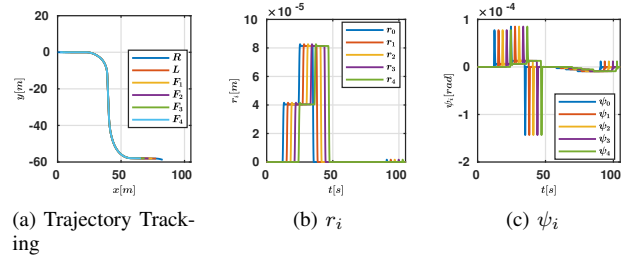 20
0
-20
-40
-60
0
50
100
x[m]
y[m]
R
L
F₁
F₂
F₃
F₄
(a) Trajectory Track-
ing
10 ×10⁻⁵
8
6
4
2
0
0
50
100
t[s]
rᵢ[m]
r₀
r₁
r₂
r₃
r₄
(b) rᵢ
1 ×10⁻⁴
0
-1
-2
0
50
100
t[s]
ψᵢ[rad]
ψ₀
ψ₁
ψ₂
ψ₃
ψ₄
(c) ψᵢ